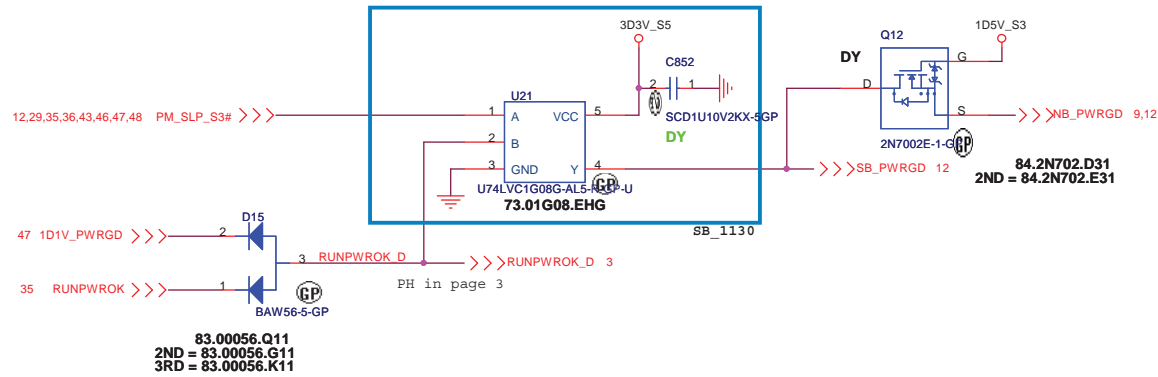 3D3V_S5
1D5V_S3
Q12
DY
G
D
S
C852
2
1
SCD1U10V2KX-5GP
DY
U21
12,29,35,36,43,46,47,48 PM_SLP_S3#
1
A
VCC
5
2
B
3
GND
Y
4
NB_PWRGD 9,12
2N7002E-1-G
GP
84.2N702.D31
2ND = 84.2N702.E31
SB_PWRGD 12
GP
73.01G08.EHG
SB_1130
D15
47 1D1V_PWRGD
2
3
RUNPWROK_D
RUNPWROK_D 3
PH in page 3
35 RUNPWROK
1
GP
BAW56-5-GP
83.00056.Q11
2ND = 83.00056.G11
3RD = 83.00056.K11